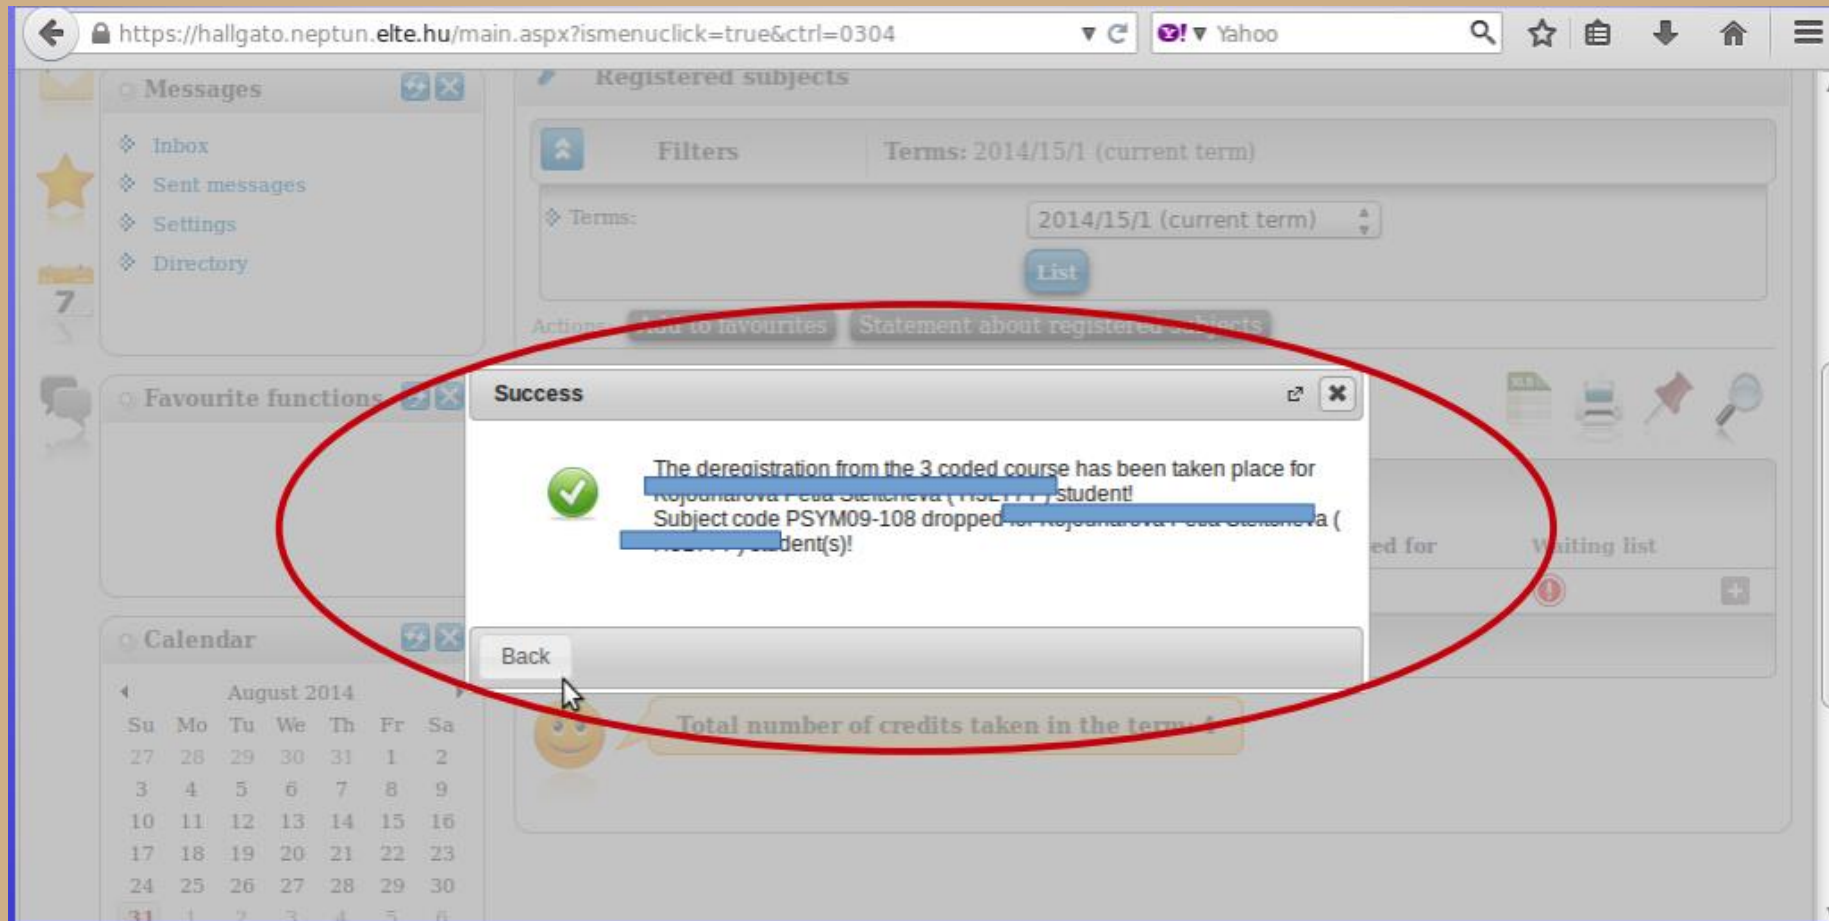 https://hallgato.neptun.elte.hu/main.aspx?ismenuclick=true&ctrl=0304
Yahoo
Messages
Inbox
Sent messages
Settings
Directory
7
Favourite functions
Calendar
August 2014
Su Mo Tu We Th Fr Sa
27 28 29 30 31 1 2
3 4 5 6 7 8 9
10 11 12 13 14 15 16
17 18 19 20 21 22 23
24 25 26 27 28 29 30
31 1 2 3 4 5 6
Registered subjects
Filters Terms: 2014/15/1 (current term)
Terms: 2014/15/1 (current term)
List
Actions: Add to favourites Statement about registered subjects
XLS
ed for Waiting list
Success
The deregistration from the 3 coded course has been taken place for
student!
Subject code PSYM09-108 dropped (
Back
Total number of credits taken in the term: 4